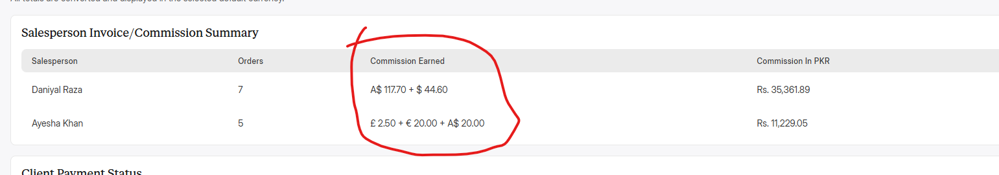 All totals are converted and displayed in the selected default currency.
Salesperson Invoice/Commission Summary
Salesperson Orders Commission Earned Commission In PKR
Daniyal Raza 7 A$ 117.70 + $ 44.60 Rs. 35,361.89
Ayesha Khan 5 £ 2.50 + € 20.00 + A$ 20.00 Rs. 11,229.05
Client Payment Status